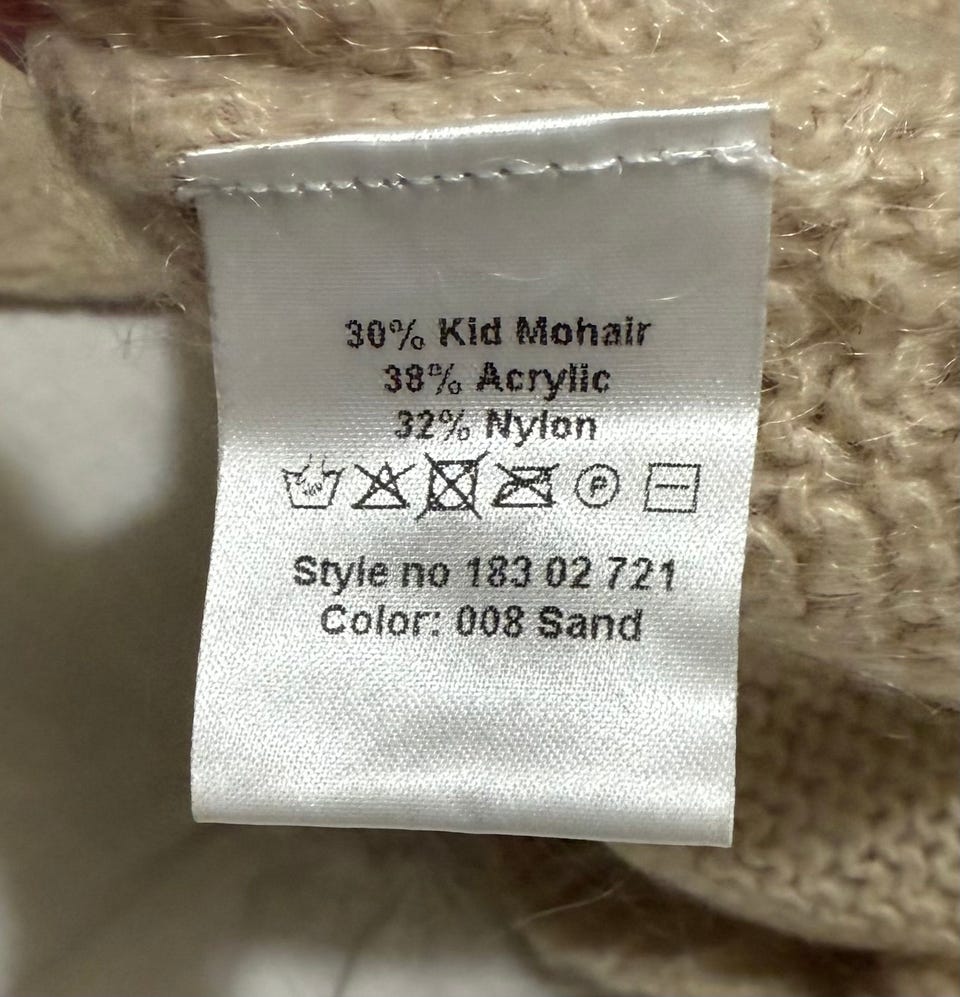 30% Kid Mohair
38% Acrylic
32% Nylon
P
Style no 183 02 721
Color: 008 Sand